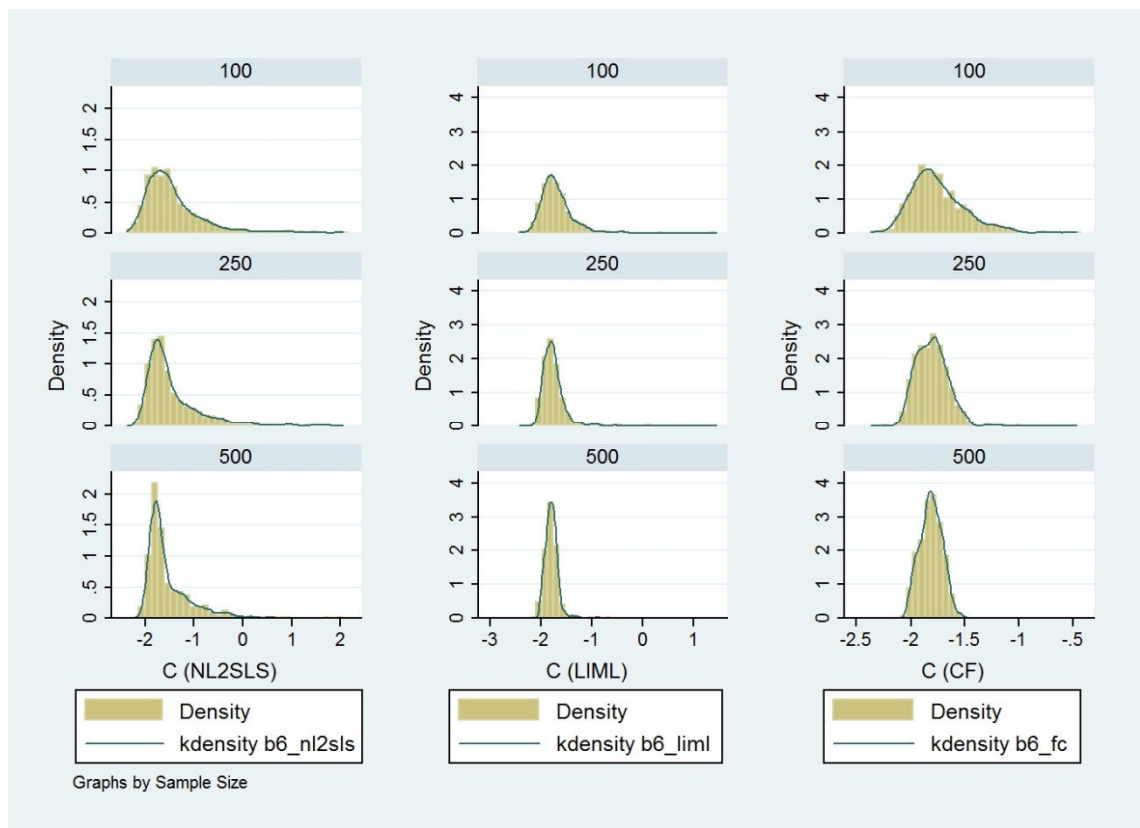 100
0 .5 1 1.5 2
100
0 1 2 3 4
100
0 1 2 3 4
250
0 .5 1 1.5 2
250
0 1 2 3 4
250
0 1 2 3 4
Density
Density
Density
500
0 .5 1 1.5 2
500
0 1 2 3 4
500
0 1 2 3 4
-2 -1 0 1 2
-3 -2 -1 0 1
-2.5 -2 -1.5 -1 -.5
C (NL2SLS)
C (LIML)
C (CF)
Density
kdensity b6_nl2sls
Density
kdensity b6_liml
Density
kdensity b6_fc
Graphs by Sample Size